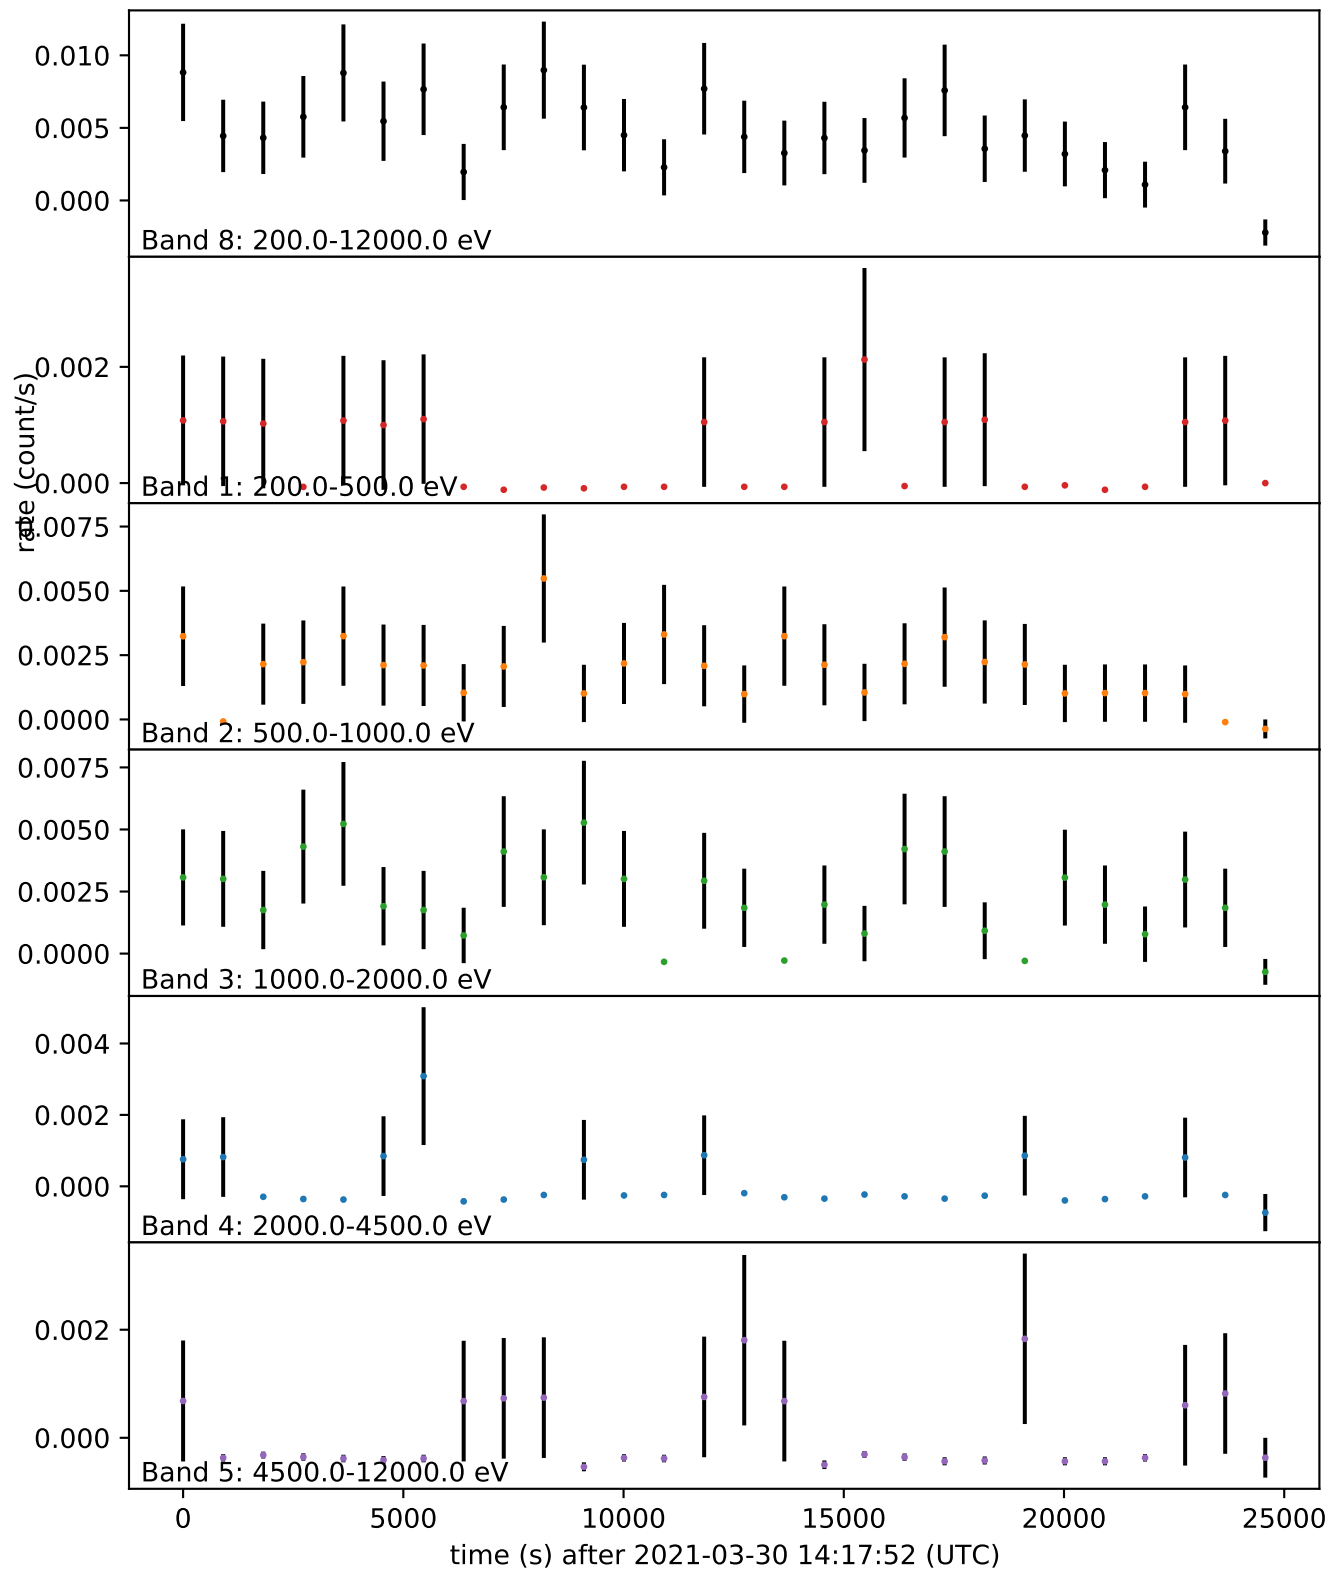 0.010
0.005
0.000
Band 8: 200.0-12000.0 eV
rate (count/s)
0.002
0.000
Band 1: 200.0-500.0 eV
0.0075
0.0050
0.0025
0.0000
Band 2: 500.0-1000.0 eV
0.0075
0.0050
0.0025
0.0000
Band 3: 1000.0-2000.0 eV
0.004
0.002
0.000
Band 4: 2000.0-4500.0 eV
0.002
0.000
Band 5: 4500.0-12000.0 eV
0 5000 10000 15000 20000 25000
time (s) after 2021-03-30 14:17:52 (UTC)